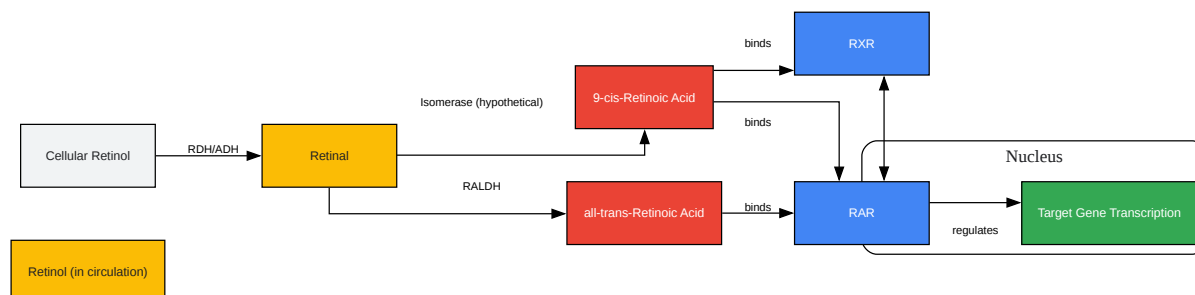 binds
RXR
Isomerase (hypothetical)
9-cis-Retinoic Acid
binds
Cellular Retinol
RDH/ADH
Retinal
Nucleus
RALDH
all-trans-Retinoic Acid
binds
RAR
regulates
Target Gene Transcription
Retinol (in circulation)